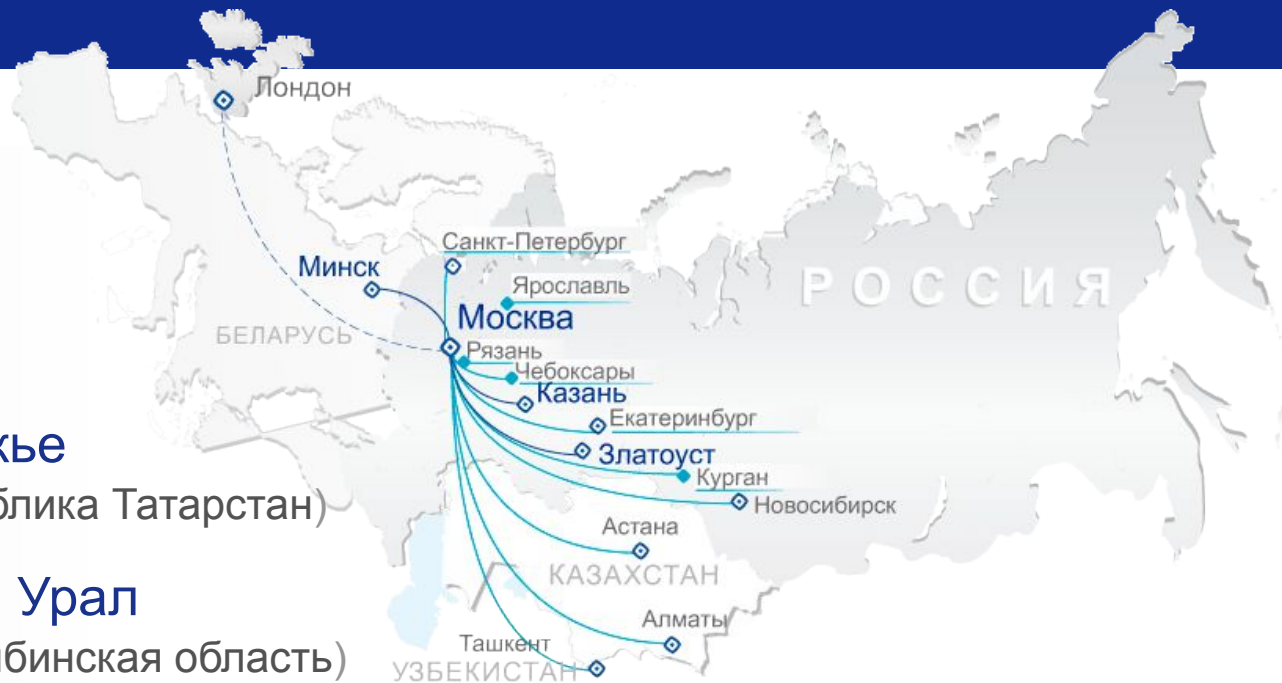 Лондон
Санкт-Петербург
Минск
Ярославль
РОССИЯ
Москва
БЕЛАРУСЬ
Рязань
Чебоксары
Казань
Екатеринбург
жье
Златоуст
Курган
блика Татарстан)
Новосибирск
Астана
КАЗАХСТАН
Урал
Алматы
Ташкент
бинская область)
УЗБЕКИСТАН